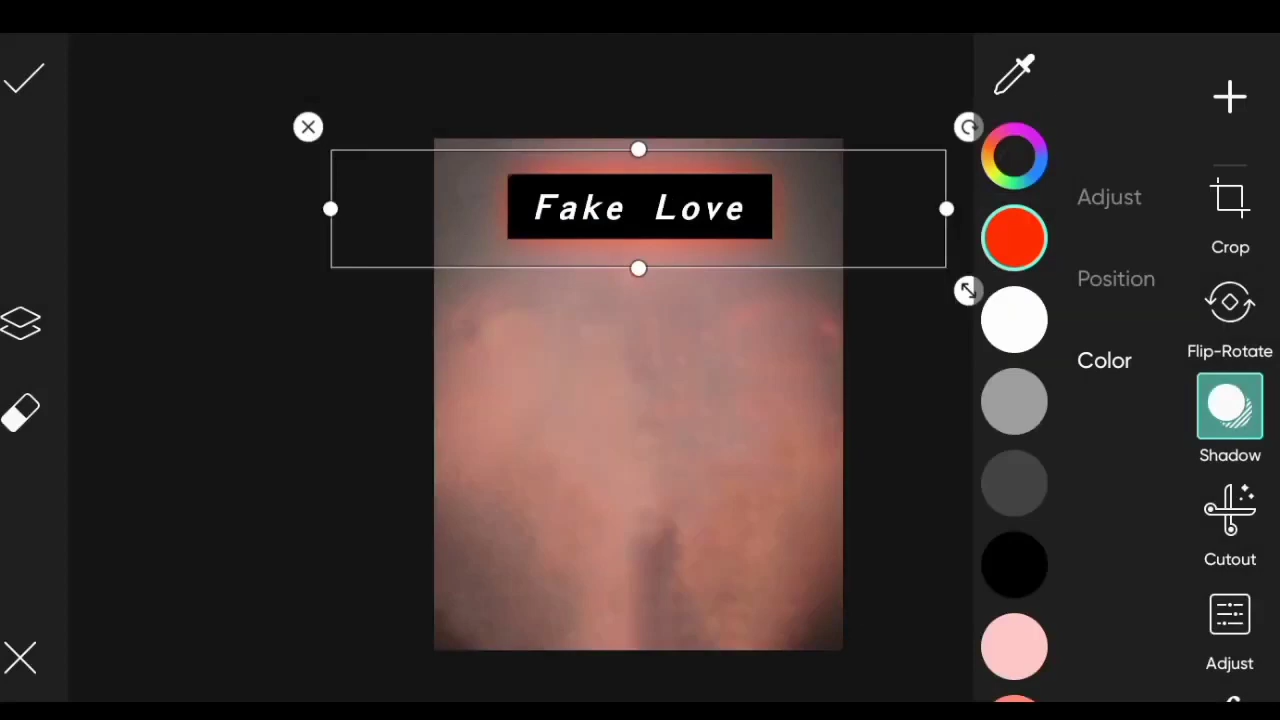 Fake Love
Adjust
Position
Color
Crop
Flip-Rotate
Shadow
Cutout
Adjust